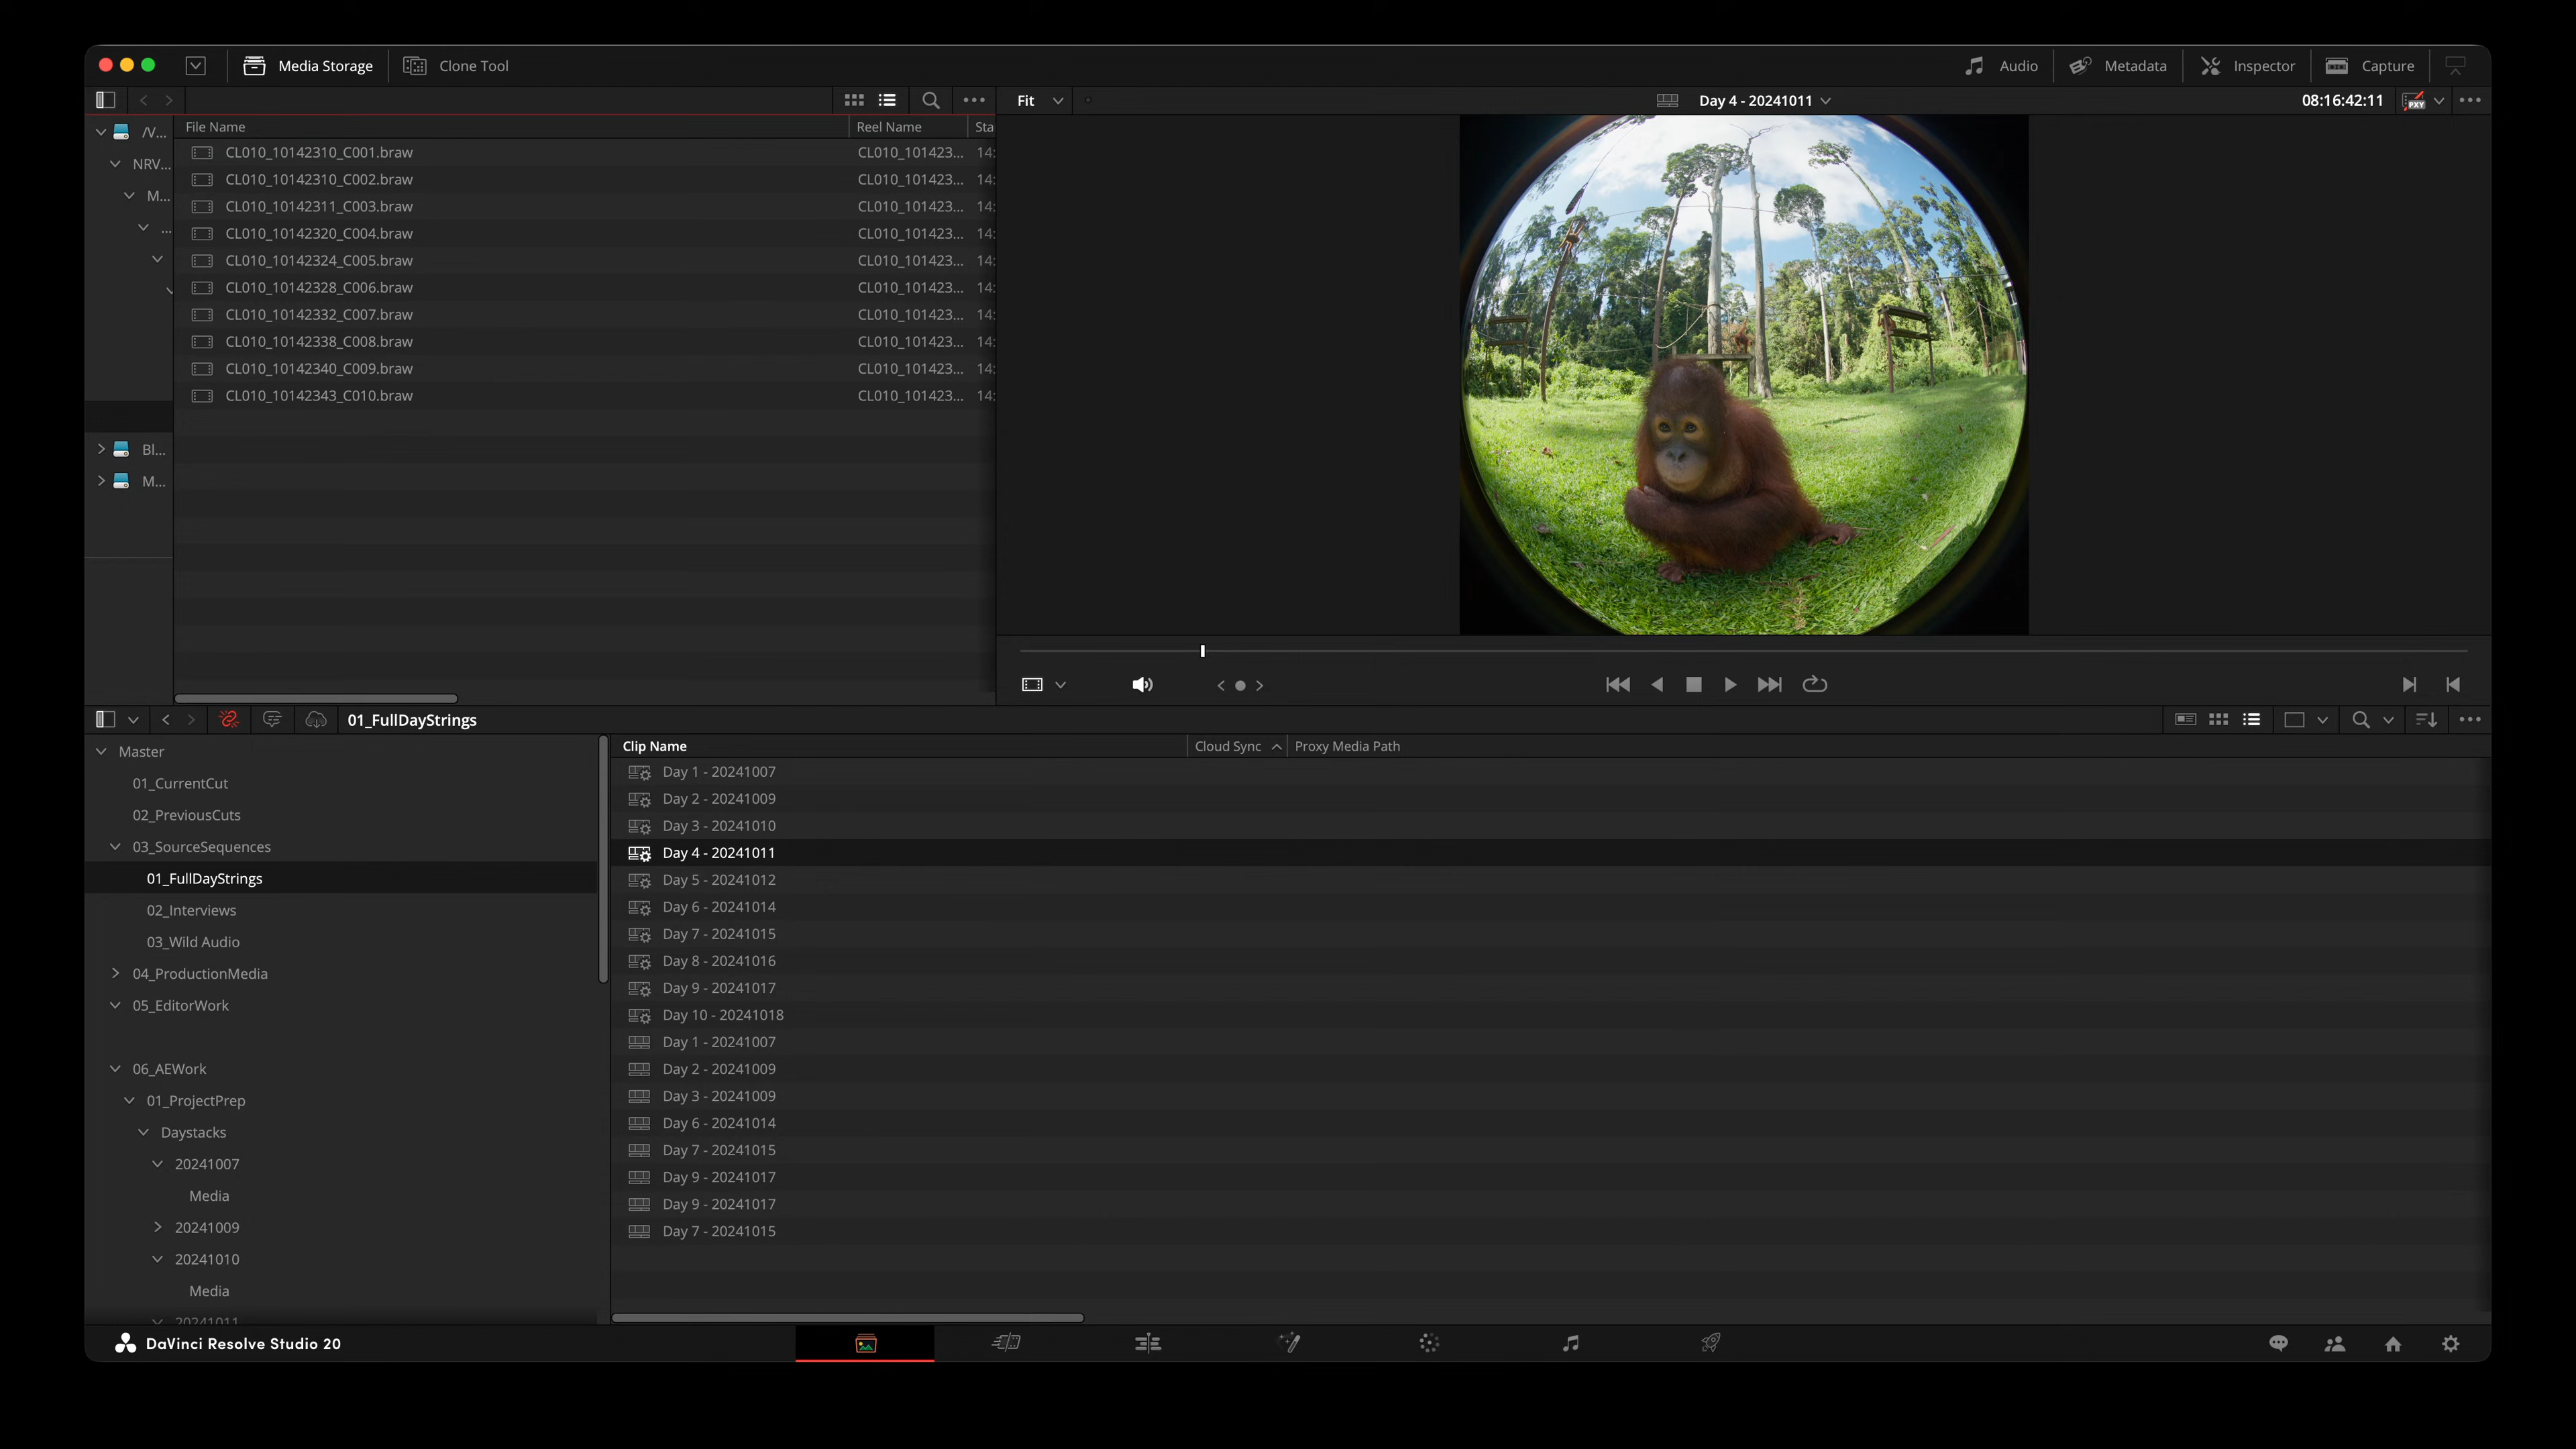 Media Storage Clone Tool Audio Metadata Inspector Capture
Fit Day 4 - 20241011 08:16:42:11 PXY
File Name Reel Name Sta
/V...
NRV...
M...
...
CL010_10142310_C001.braw CL010_101423... 14:
CL010_10142310_C002.braw CL010_101423... 14:
CL010_10142311_C003.braw CL010_101423... 14:
CL010_10142320_C004.braw CL010_101423... 14:
CL010_10142324_C005.braw CL010_101423... 14:
CL010_10142328_C006.braw CL010_101423... 14:
CL010_10142332_C007.braw CL010_101423... 14:
CL010_10142338_C008.braw CL010_101423... 14:
CL010_10142340_C009.braw CL010_101423... 14:
CL010_10142343_C010.braw CL010_101423... 14:
Bl...
M...
01_FullDayStrings
Master
01_CurrentCut
02_PreviousCuts
03_SourceSequences
01_FullDayStrings
02_Interviews
03_Wild Audio
04_ProductionMedia
05_EditorWork
06_AEWork
01_ProjectPrep
Daystacks
20241007
Media
20241009
20241010
Media
20241011
Clip Name Cloud Sync Proxy Media Path
Day 1 - 20241007
Day 2 - 20241009
Day 3 - 20241010
Day 4 - 20241011
Day 5 - 20241012
Day 6 - 20241014
Day 7 - 20241015
Day 8 - 20241016
Day 9 - 20241017
Day 10 - 20241018
Day 1 - 20241007
Day 2 - 20241009
Day 3 - 20241009
Day 6 - 20241014
Day 7 - 20241015
Day 9 - 20241017
Day 9 - 20241017
Day 7 - 20241015
DaVinci Resolve Studio 20